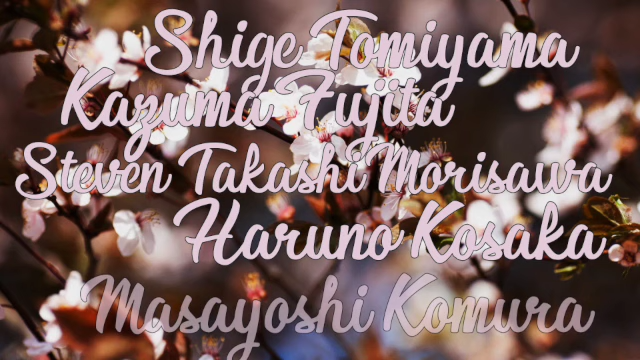 Shige Tomiyama
Kazuma Fujita
Steven Takashi Morisawa
Haruno Kosaka
Masayoshi Komura